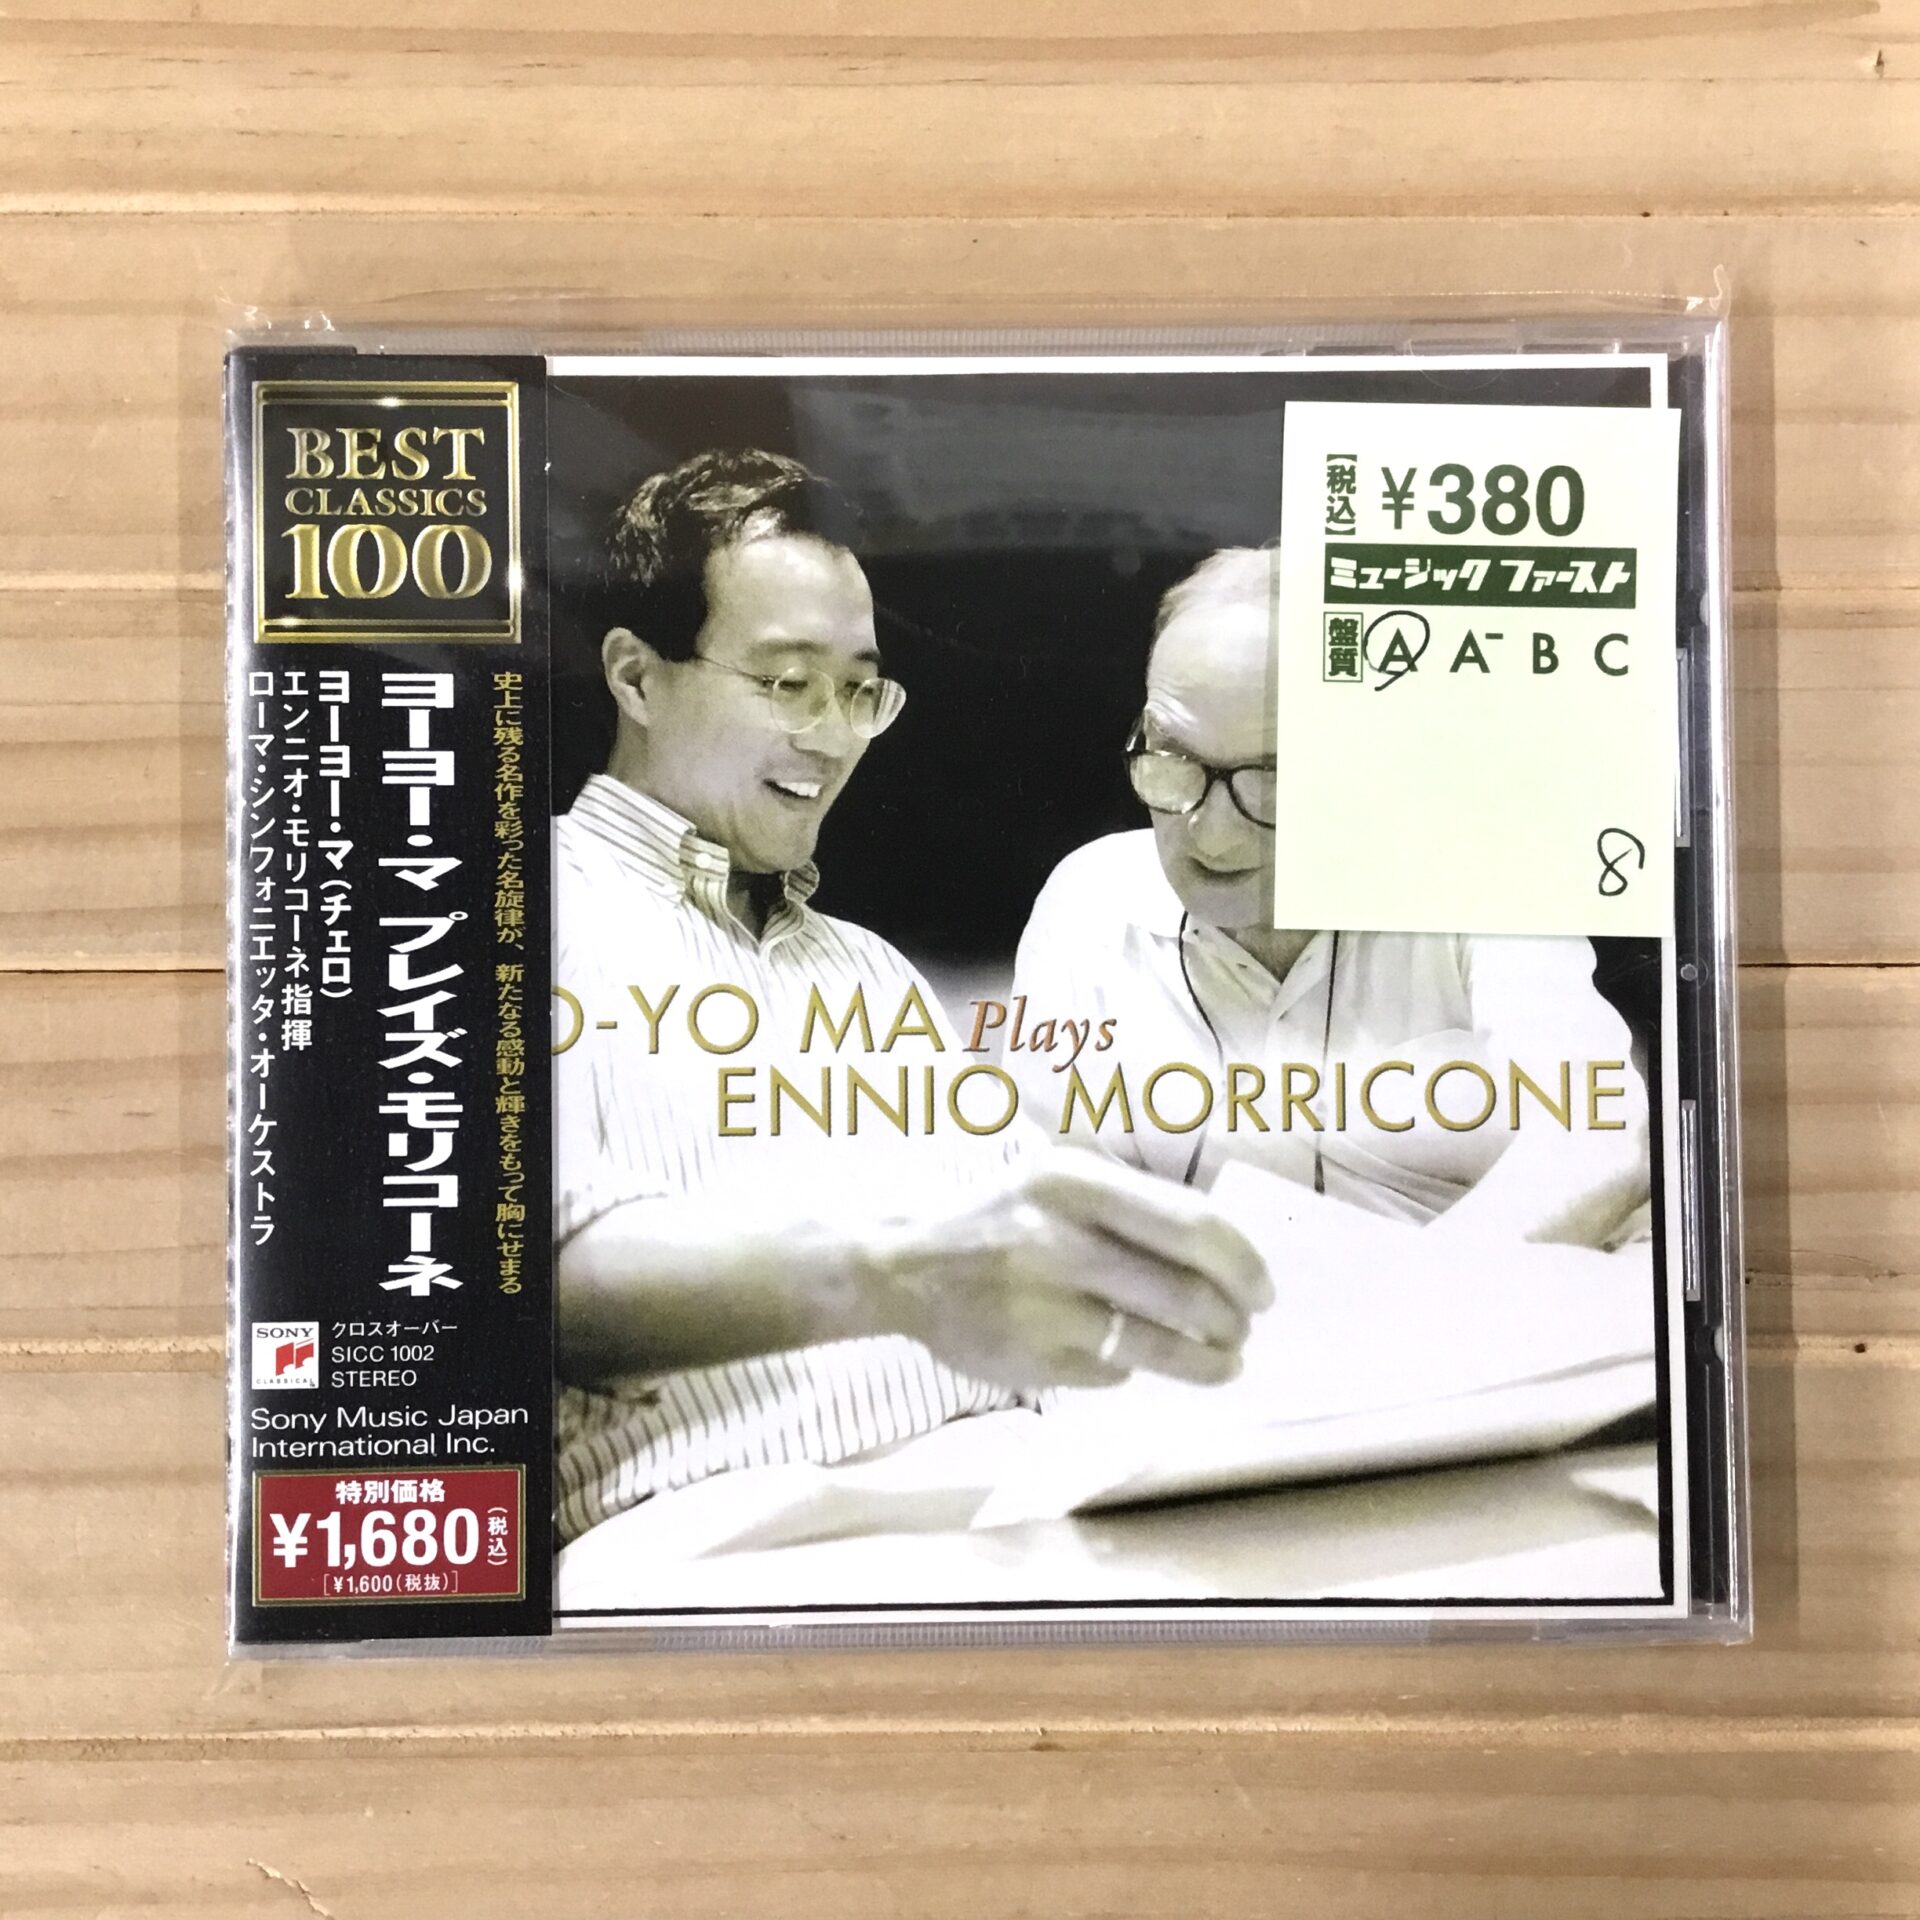 BEST
CLASSICS
100
史上に残る名作を彩った名旋律が、新たなる感動と輝きをもって胸にせまる
ヨーヨー・マ プレイズ・モリコーネ
ヨーヨー・マ(チェロ)
エンニオ・モリコーネ指揮
ローマ・シンフォニエッタ・オーケストラ
SONY
CLASSICAL
クロスオーバー
SICC 1002
STEREO
Sony Music Japan
International Inc.
特別価格
¥1,680(税込)
[¥1,600(税抜)]
O-YO MA Plays
ENNIO MORRICONE
【税込】 ¥380
ミュージックファースト
盤質 A A- B C
8